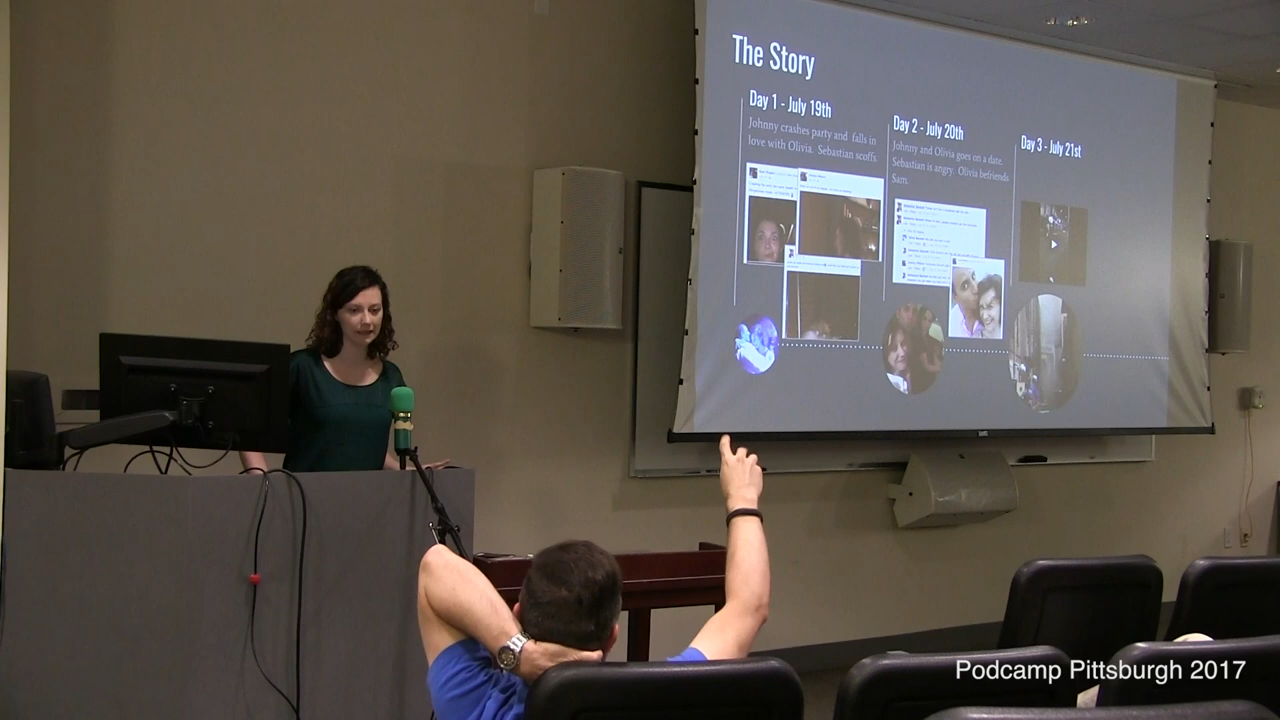 The Story
Day 1 - July 19th
Johnny crashes party and falls in
love with Olivia. Sebastian scoffs.
Day 2 - July 20th
Johnny and Olivia goes on a date.
Sebastian is angry. Olivia befriends
Sam.
Day 3 - July 21st
Podcamp Pittsburgh 2017